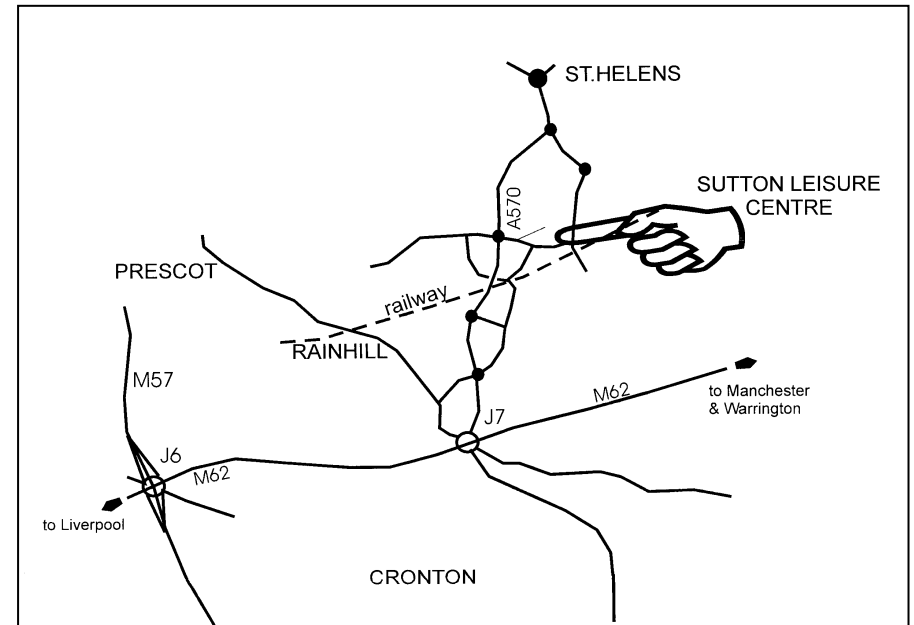 ST.HELENS
SUTTON LEISURE
CENTRE
A570
PRESCOT
railway
RAINHILL
M57
M62
to Manchester
& Warrington
J7
J6
M62
to Liverpool
CRONTON